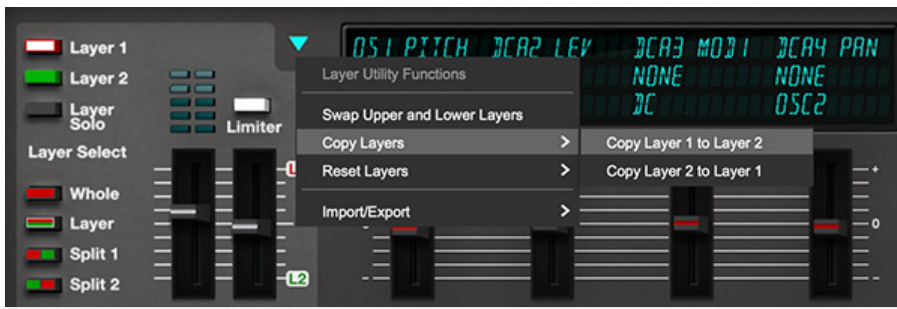 Layer 1
Layer 2
Layer Solo
Limiter
Layer Select
Whole
Layer
Split 1
Split 2
L2
OS1 PITCH DCA2 LEV DCA3 MOD1 DCA4 PAN
NONE NONE
DC OSC2
Layer Utility Functions
Swap Upper and Lower Layers
Copy Layers >
Reset Layers >
Import/Export >
Copy Layer 1 to Layer 2
Copy Layer 2 to Layer 1
+
0
-